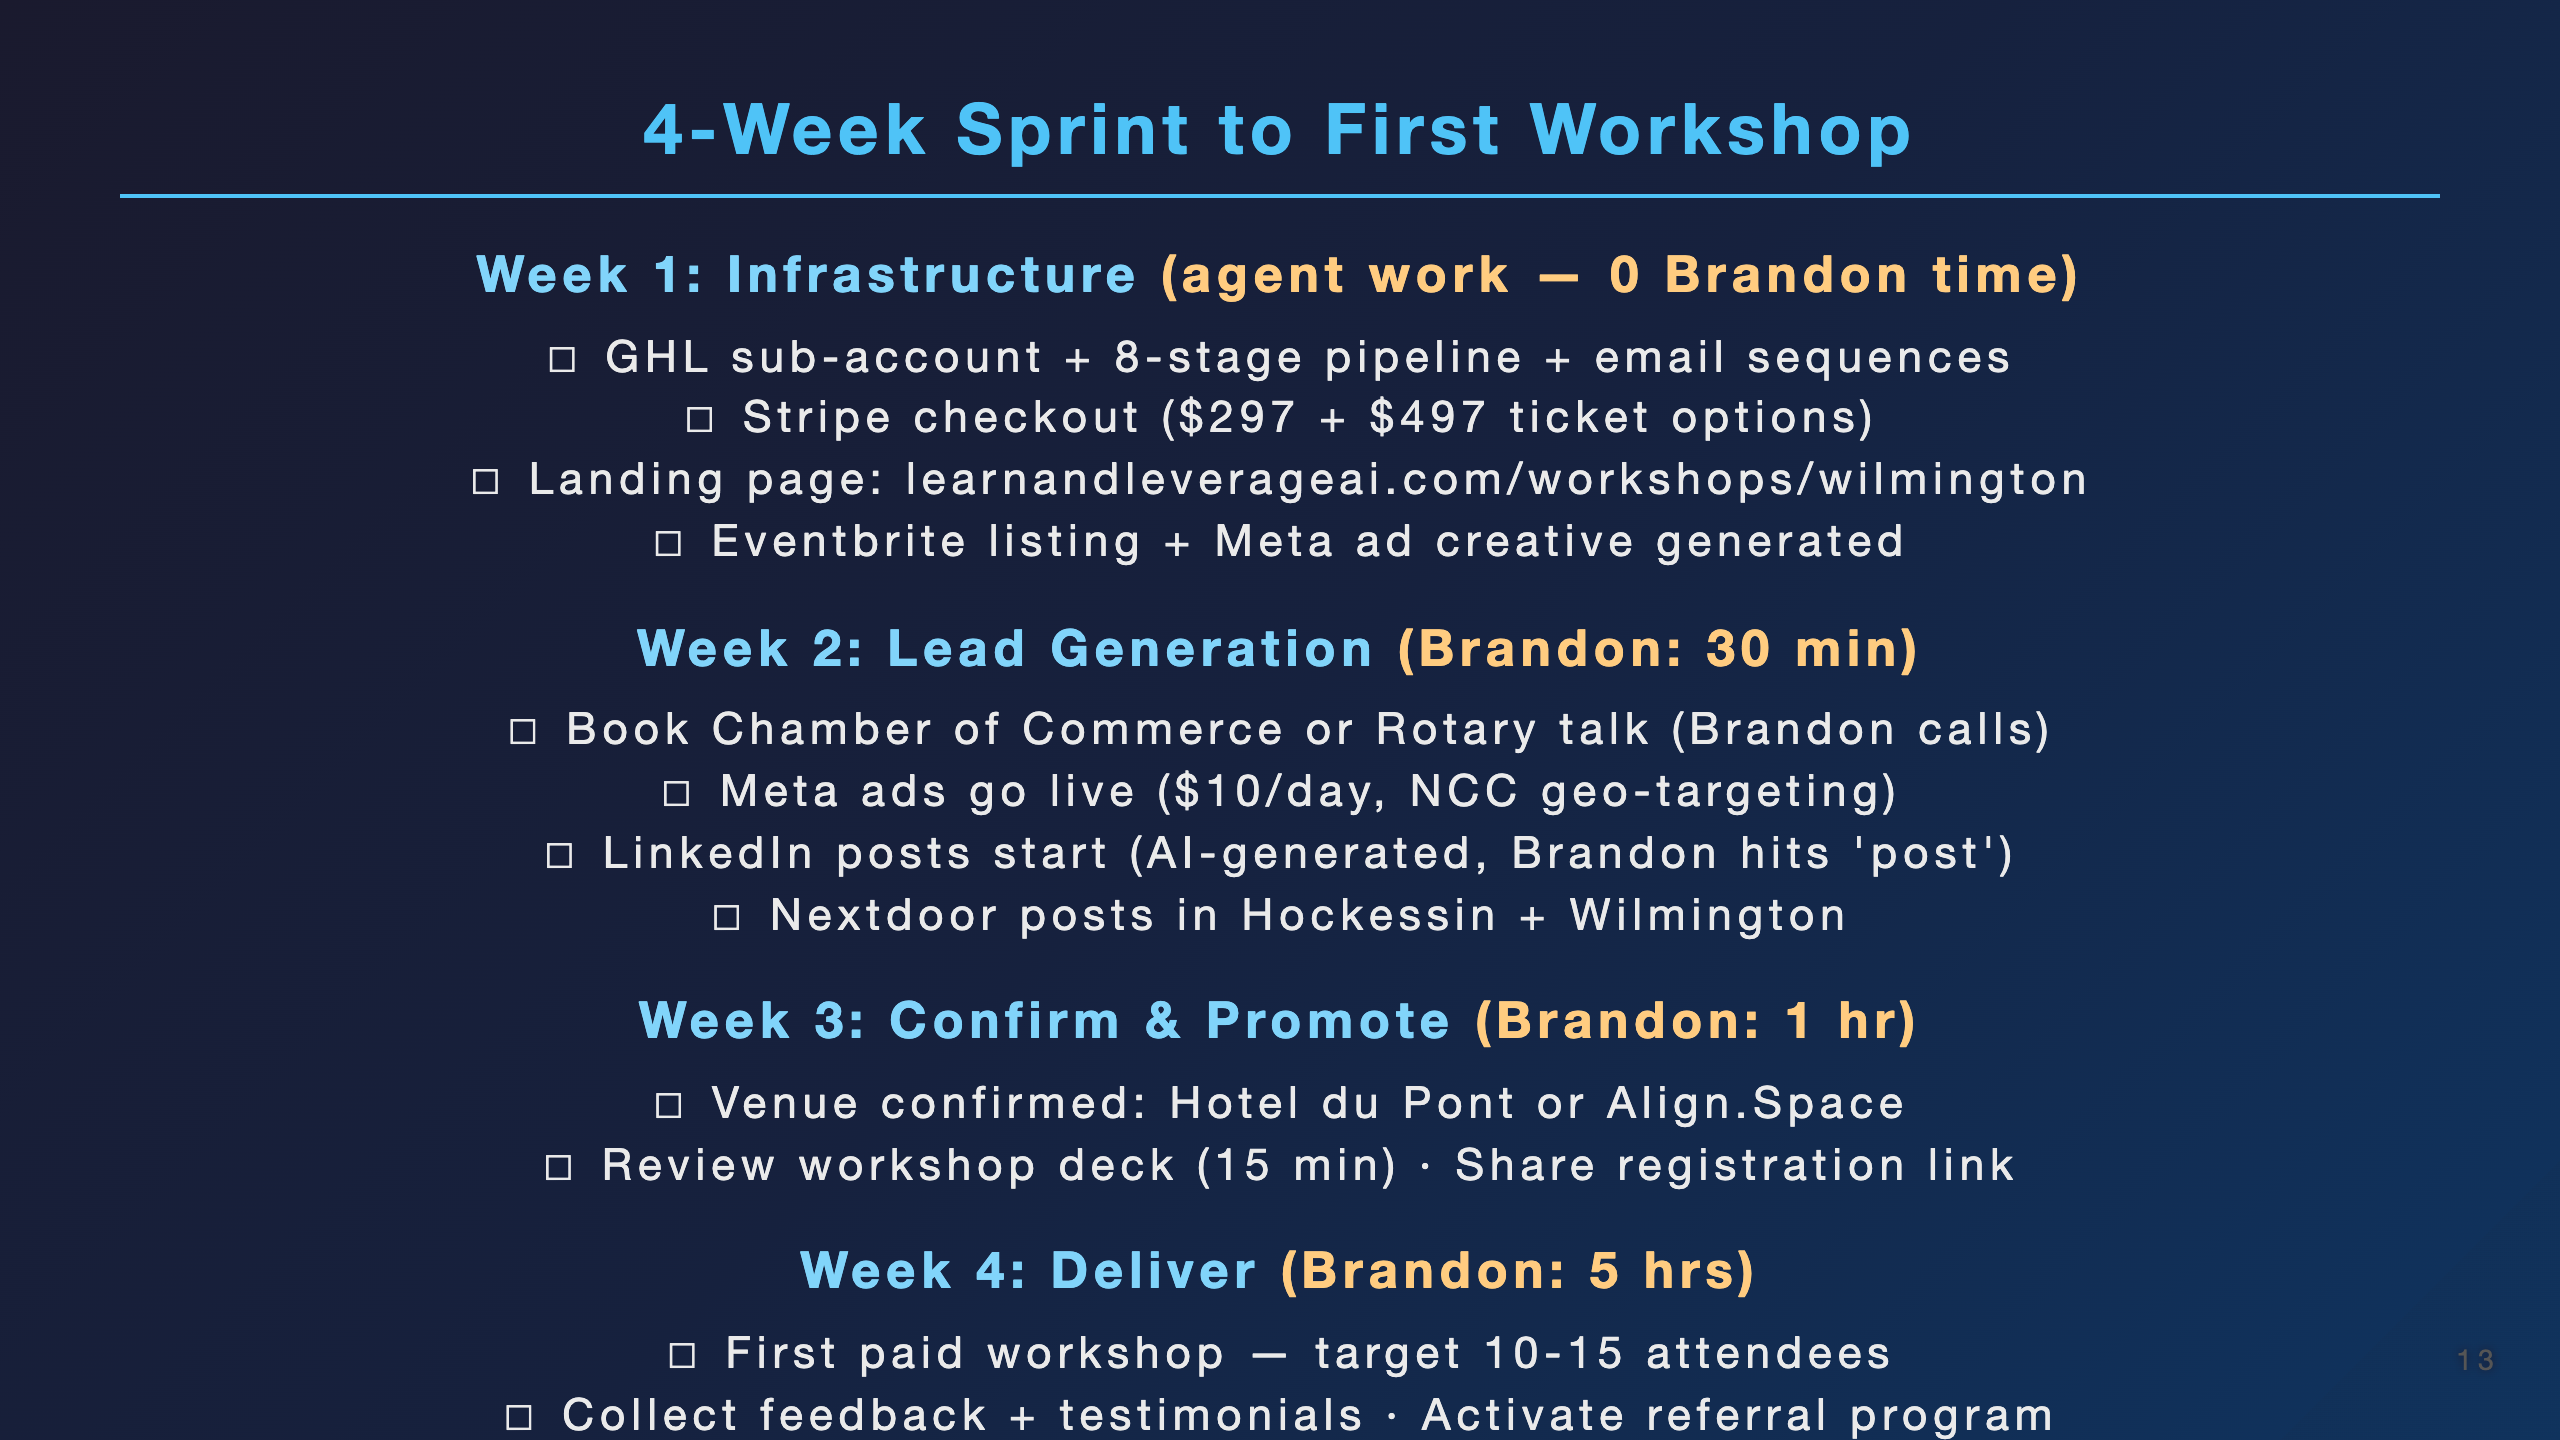 4-Week Sprint to First Workshop
Week 1: Infrastructure (agent work — 0 Brandon time)
☐ GHL sub-account + 8-stage pipeline + email sequences
☐ Stripe checkout ($297 + $497 ticket options)
☐ Landing page: learnandleverageai.com/workshops/wilmington
☐ Eventbrite listing + Meta ad creative generated
Week 2: Lead Generation (Brandon: 30 min)
☐ Book Chamber of Commerce or Rotary talk (Brandon calls)
☐ Meta ads go live ($10/day, NCC geo-targeting)
☐ LinkedIn posts start (AI-generated, Brandon hits 'post')
☐ Nextdoor posts in Hockessin + Wilmington
Week 3: Confirm & Promote (Brandon: 1 hr)
☐ Venue confirmed: Hotel du Pont or Align.Space
☐ Review workshop deck (15 min) · Share registration link
Week 4: Deliver (Brandon: 5 hrs)
☐ First paid workshop — target 10-15 attendees
☐ Collect feedback + testimonials · Activate referral program
13